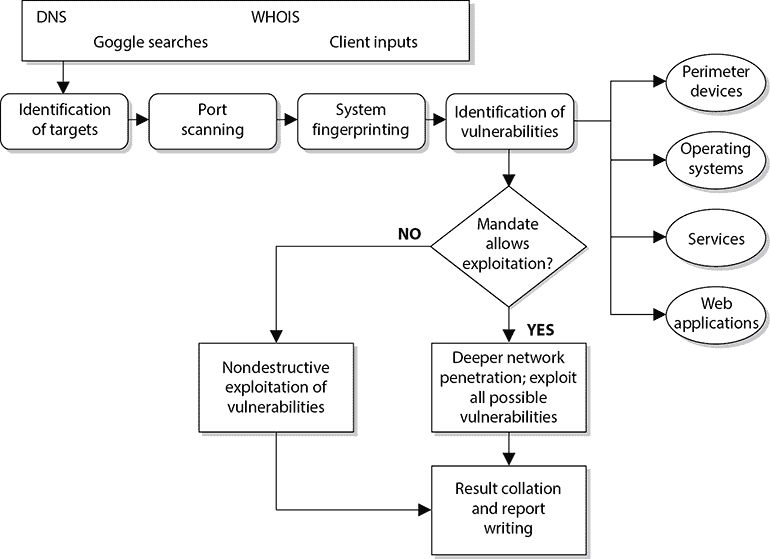 DNS WHOIS
Goggle searches Client inputs
Identification
of targets
Port
scanning
System
fingerprinting
Identification of
vulnerabilities
Perimeter
devices
Operating
systems
Services
Web
applications
Mandate
allows
exploitation?
NO
YES
Nondestructive
exploitation of
vulnerabilities
Deeper network
penetration; exploit
all possible
vulnerabilities
Result collation
and report
writing